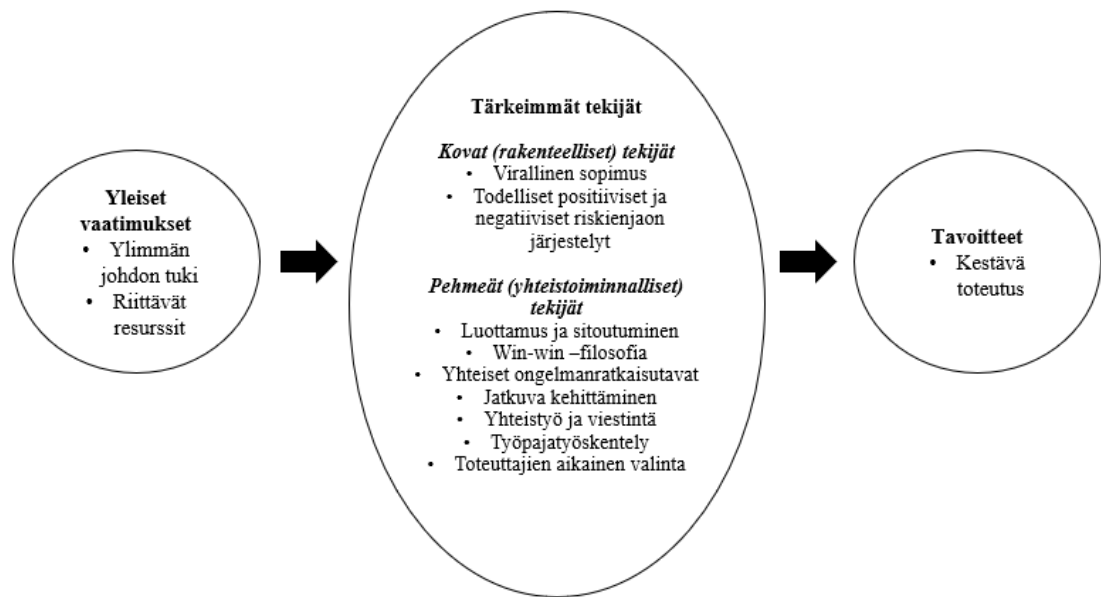 Yleiset
vaatimukset
• Ylimmän
johdon tuki
• Riittävät
resurssit
Tärkeimmät tekijät
Kovat (rakenteelliset) tekijät
• Virallinen sopimus
• Todelliset positiiviset ja
negatiiviset riskienjaon
järjestelyt
Pehmeät (yhteistoiminnalliset)
tekijät
• Luottamus ja sitoutuminen
• Win-win –filosofia
• Yhteiset ongelmanratkaisutavat
• Jatkuva kehittäminen
• Yhteistyö ja viestintä
• Työpajatyöskentely
• Toteuttajien aikainen valinta
Tavoitteet
• Kestävä
toteutus